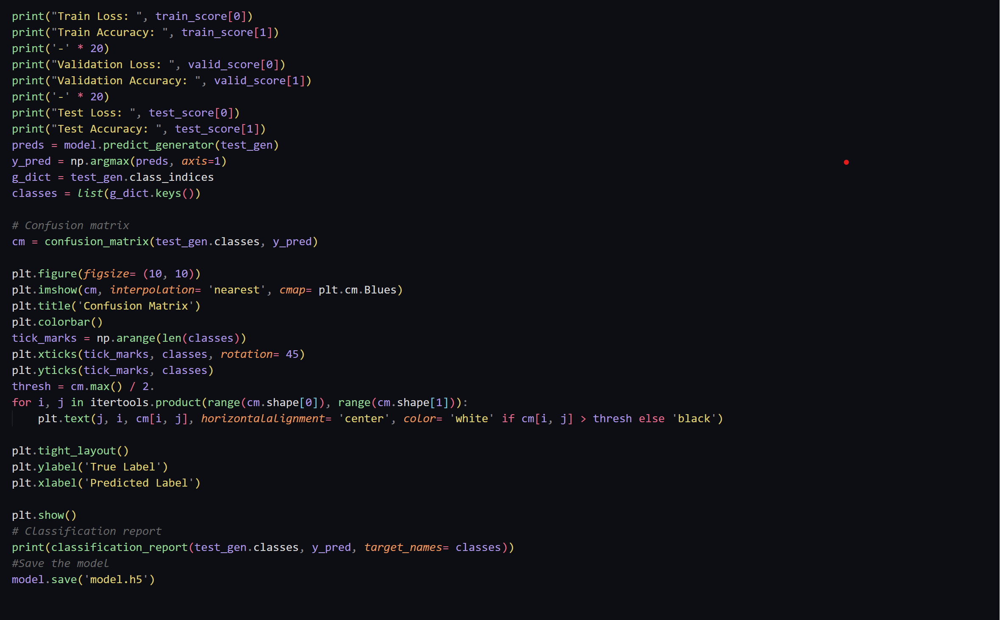 print("Train Loss: ", train_score[0])
print("Train Accuracy: ", train_score[1])
print('-' * 20)
print("Validation Loss: ", valid_score[0])
print("Validation Accuracy: ", valid_score[1])
print('-' * 20)
print("Test Loss: ", test_score[0])
print("Test Accuracy: ", test_score[1])
preds = model.predict_generator(test_gen)
y_pred = np.argmax(preds, axis=1)
g_dict = test_gen.class_indices
classes = list(g_dict.keys())

# Confusion matrix
cm = confusion_matrix(test_gen.classes, y_pred)

plt.figure(figsize= (10, 10))
plt.imshow(cm, interpolation= 'nearest', cmap= plt.cm.Blues)
plt.title('Confusion Matrix')
plt.colorbar()
tick_marks = np.arange(len(classes))
plt.xticks(tick_marks, classes, rotation= 45)
plt.yticks(tick_marks, classes)
thresh = cm.max() / 2.
for i, j in itertools.product(range(cm.shape[0]), range(cm.shape[1])):
    plt.text(j, i, cm[i, j], horizontalalignment= 'center', color= 'white' if cm[i, j] > thresh else 'black')

plt.tight_layout()
plt.ylabel('True Label')
plt.xlabel('Predicted Label')

plt.show()
# Classification report
print(classification_report(test_gen.classes, y_pred, target_names= classes))
#Save the model
model.save('model.h5')